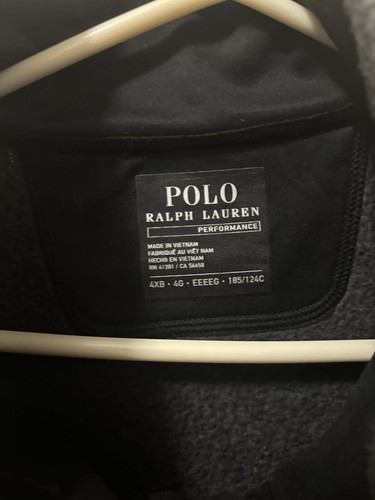 POLO
RALPH LAUREN
PERFORMANCE
MADE IN VIETNAM
FABRIQUÉ AU VIÊT NAM
HECHO EN VIETNAM
RN 41381 / CA 56458
4XB • 4G • EEEEG • 185/124C